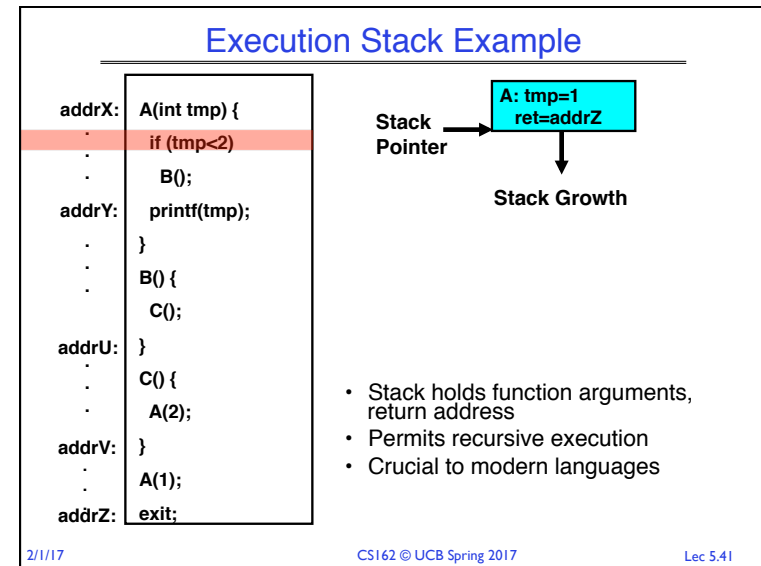 Execution Stack Example
addrX: A(int tmp) {
. if (tmp<2)
.
. B();
addrY: printf(tmp);
. }
.
. B() {
C();
addrU: }
. C() {
. A(2);
addrV: }
.
. A(1);
addrZ: exit;
Stack
Pointer
A: tmp=1
ret=addrZ
Stack Growth
• Stack holds function arguments,
return address
• Permits recursive execution
• Crucial to modern languages
2/1/17 CS162 © UCB Spring 2017 Lec 5.41